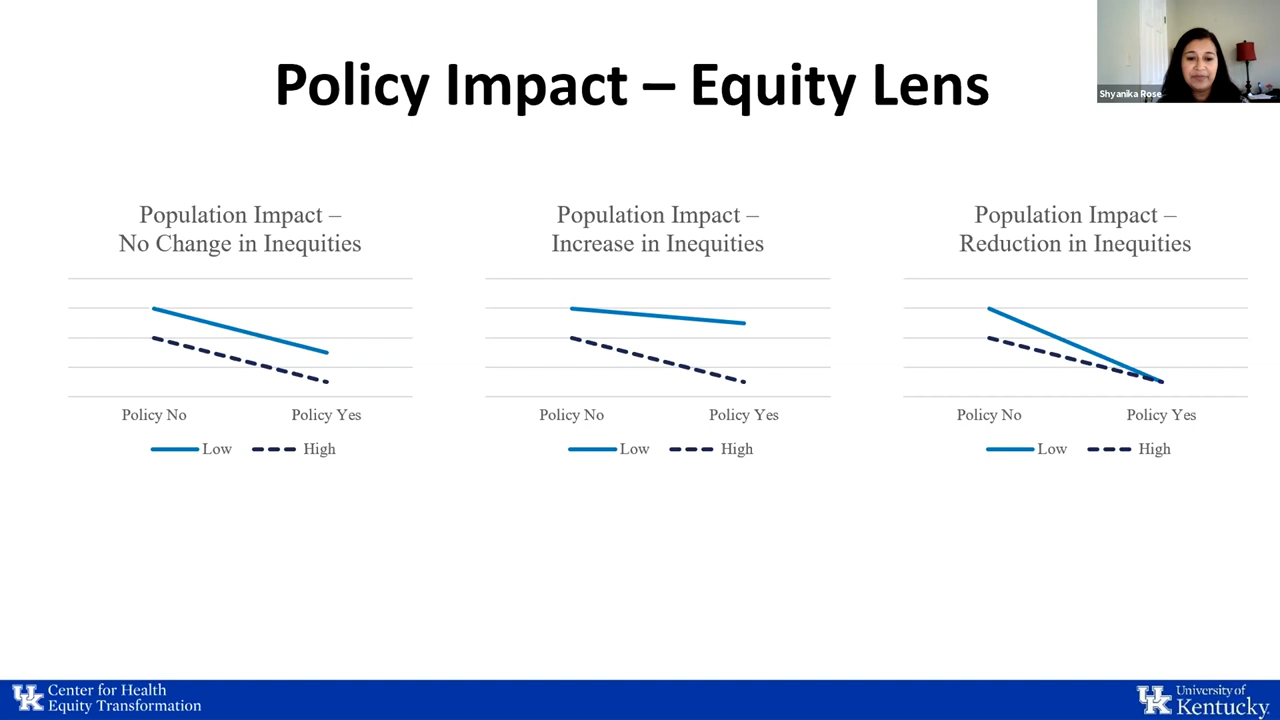 Policy Impact – Equity Lens
Shyanika Rose
Population Impact –
No Change in Inequities
Policy No
Policy Yes
Low
High
Population Impact –
Increase in Inequities
Policy No
Policy Yes
Low
High
Population Impact –
Reduction in Inequities
Policy No
Policy Yes
Low
High
UK
Center for Health
Equity Transformation
UK
University of
Kentucky